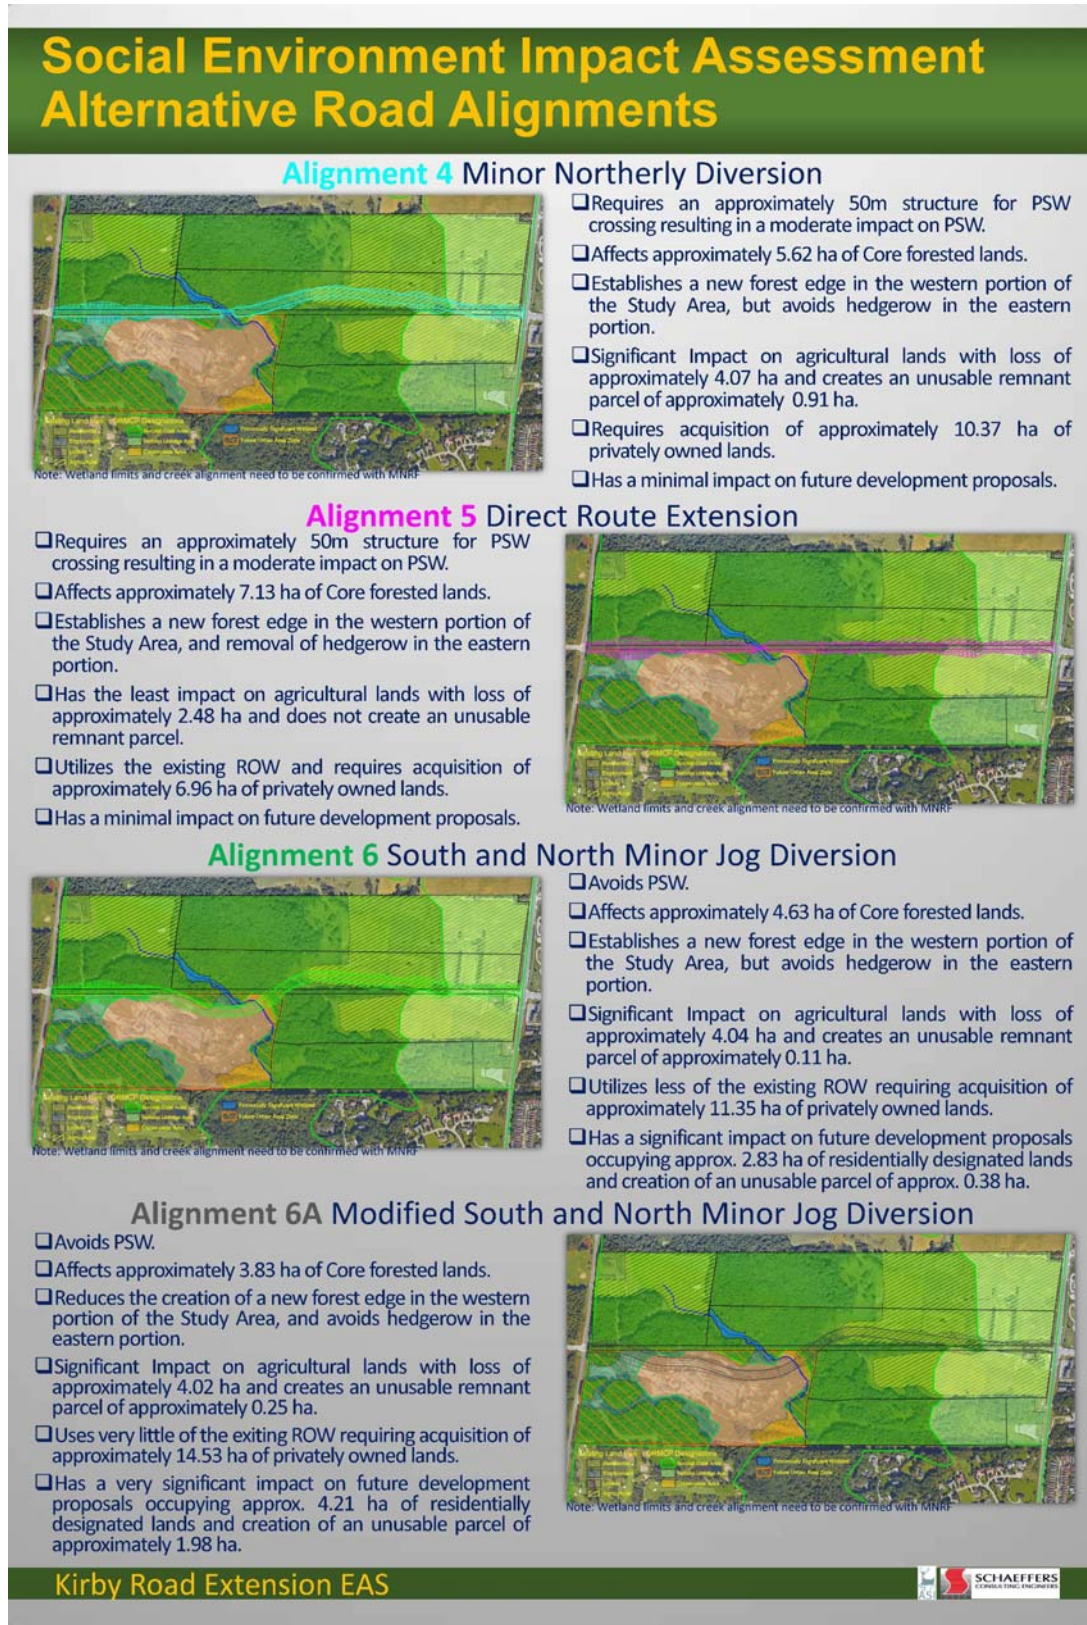 Social Environment Impact Assessment
Alternative Road Alignments
Alignment 4 Minor Northerly Diversion
❑Requires an approximately 50m structure for PSW
crossing resulting in a moderate impact on PSW.
❑Affects approximately 5.62 ha of Core forested lands.
❑Establishes a new forest edge in the western portion of
the Study Area, but avoids hedgerow in the eastern
portion.
❑Significant Impact on agricultural lands with loss of
approximately 4.07 ha and creates an unusable remnant
parcel of approximately 0.91 ha.
❑Requires acquisition of approximately 10.37 ha of
privately owned lands.
❑Has a minimal impact on future development proposals.
Note: Wetland limits and creek alignment need to be confirmed with MNRF
Alignment 5 Direct Route Extension
❑Requires an approximately 50m structure for PSW
crossing resulting in a moderate impact on PSW.
❑Affects approximately 7.13 ha of Core forested lands.
❑Establishes a new forest edge in the western portion of
the Study Area, and removal of hedgerow in the eastern
portion.
❑Has the least impact on agricultural lands with loss of
approximately 2.48 ha and does not create an unusable
remnant parcel.
❑Utilizes the existing ROW and requires acquisition of
approximately 6.96 ha of privately owned lands.
❑Has a minimal impact on future development proposals.
Note: Wetland limits and creek alignment need to be confirmed with MNRF
Alignment 6 South and North Minor Jog Diversion
❑Avoids PSW.
❑Affects approximately 4.63 ha of Core forested lands.
❑Establishes a new forest edge in the western portion of
the Study Area, but avoids hedgerow in the eastern
portion.
❑Significant Impact on agricultural lands with loss of
approximately 4.04 ha and creates an unusable remnant
parcel of approximately 0.11 ha.
❑Utilizes less of the existing ROW requiring acquisition of
approximately 11.35 ha of privately owned lands.
❑Has a significant impact on future development proposals
occupying approx. 2.83 ha of residentially designated lands
and creation of an unusable parcel of approx. 0.38 ha.
Note: Wetland limits and creek alignment need to be confirmed with MNRF
Alignment 6A Modified South and North Minor Jog Diversion
❑Avoids PSW.
❑Affects approximately 3.83 ha of Core forested lands.
❑Reduces the creation of a new forest edge in the western
portion of the Study Area, and avoids hedgerow in the
eastern portion.
❑Significant Impact on agricultural lands with loss of
approximately 4.02 ha and creates an unusable remnant
parcel of approximately 0.25 ha.
❑Uses very little of the exiting ROW requiring acquisition of
approximately 14.53 ha of privately owned lands.
❑Has a very significant impact on future development
proposals occupying approx. 4.21 ha of residentially
designated lands and creation of an unusable parcel of
approximately 1.98 ha.
Note: Wetland limits and creek alignment need to be confirmed with MNRF
Kirby Road Extension EAS
ASI
SCHAEFFERS
CONSULTING ENGINEERS